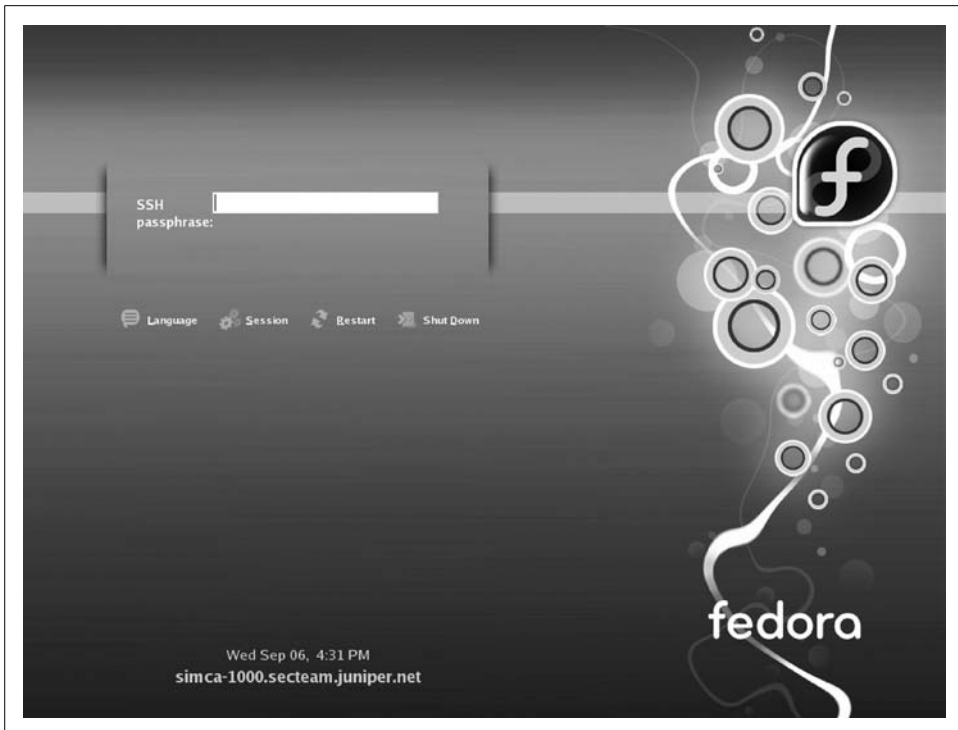 SSH
passphrase:
Language Session Restart Shut Down
fedora
Wed Sep 06, 4:31 PM
simca-1000.secteam.juniper.net